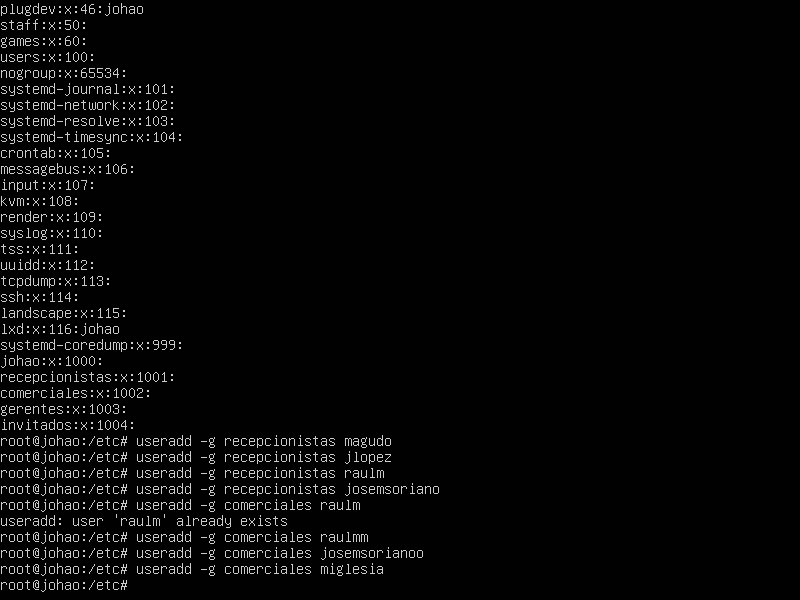 plugdev:x:46:johao
staff:x:50:
games:x:60:
users:x:100:
nogroup:x:65534:
systemd-journal:x:101:
systemd-network:x:102:
systemd-resolve:x:103:
systemd-timesync:x:104:
crontab:x:105:
messagebus:x:106:
input:x:107:
kvm:x:108:
render:x:109:
syslog:x:110:
tss:x:111:
uuidd:x:112:
tcpdump:x:113:
ssh:x:114:
landscape:x:115:
lxd:x:116:johao
systemd-coredump:x:999:
johao:x:1000:
recepcionistas:x:1001:
comerciales:x:1002:
gerentes:x:1003:
invitados:x:1004:
root@johao:/etc# useradd -g recepcionistas magudo
root@johao:/etc# useradd -g recepcionistas jlopez
root@johao:/etc# useradd -g recepcionistas raulm
root@johao:/etc# useradd -g recepcionistas josemsoriano
root@johao:/etc# useradd -g comerciales raulm
useradd: user 'raulm' already exists
root@johao:/etc# useradd -g comerciales raulmm
root@johao:/etc# useradd -g comerciales josemsorianoo
root@johao:/etc# useradd -g comerciales miglesia
root@johao:/etc#